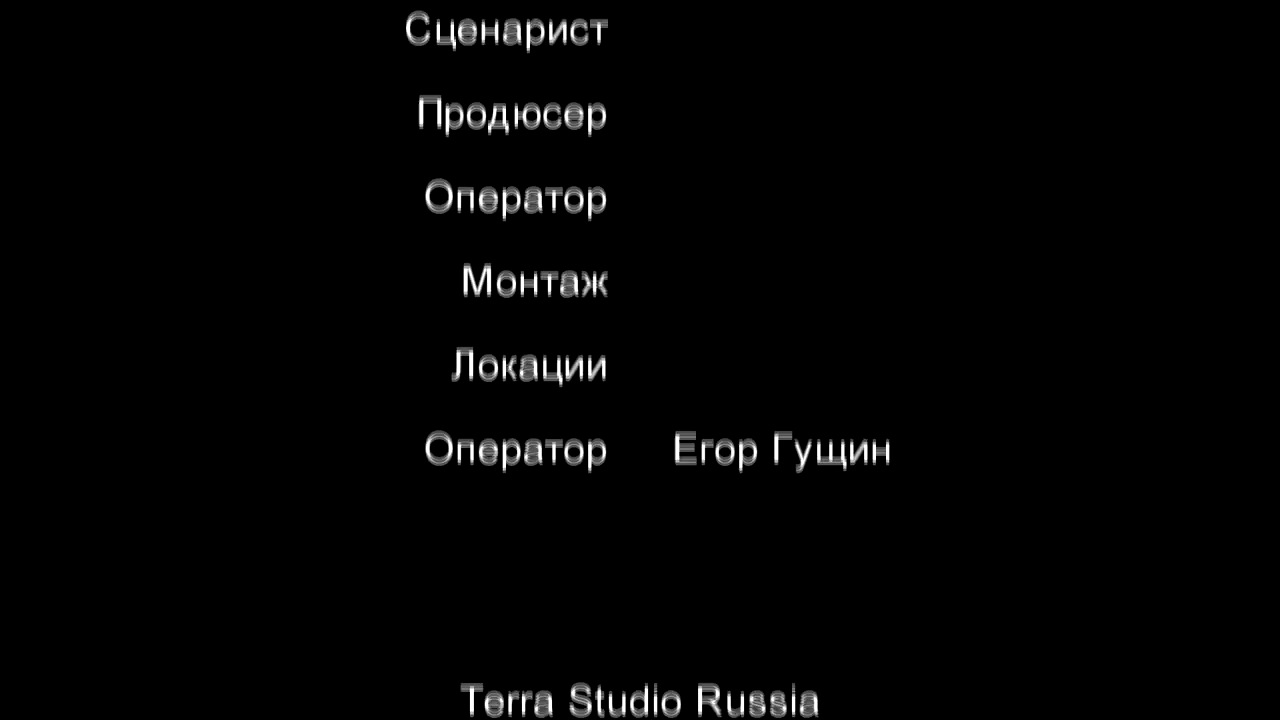 Сценарист
Продюсер
Оператор
Монтаж
Локации
Оператор Егор Гущин
Terra Studio Russia